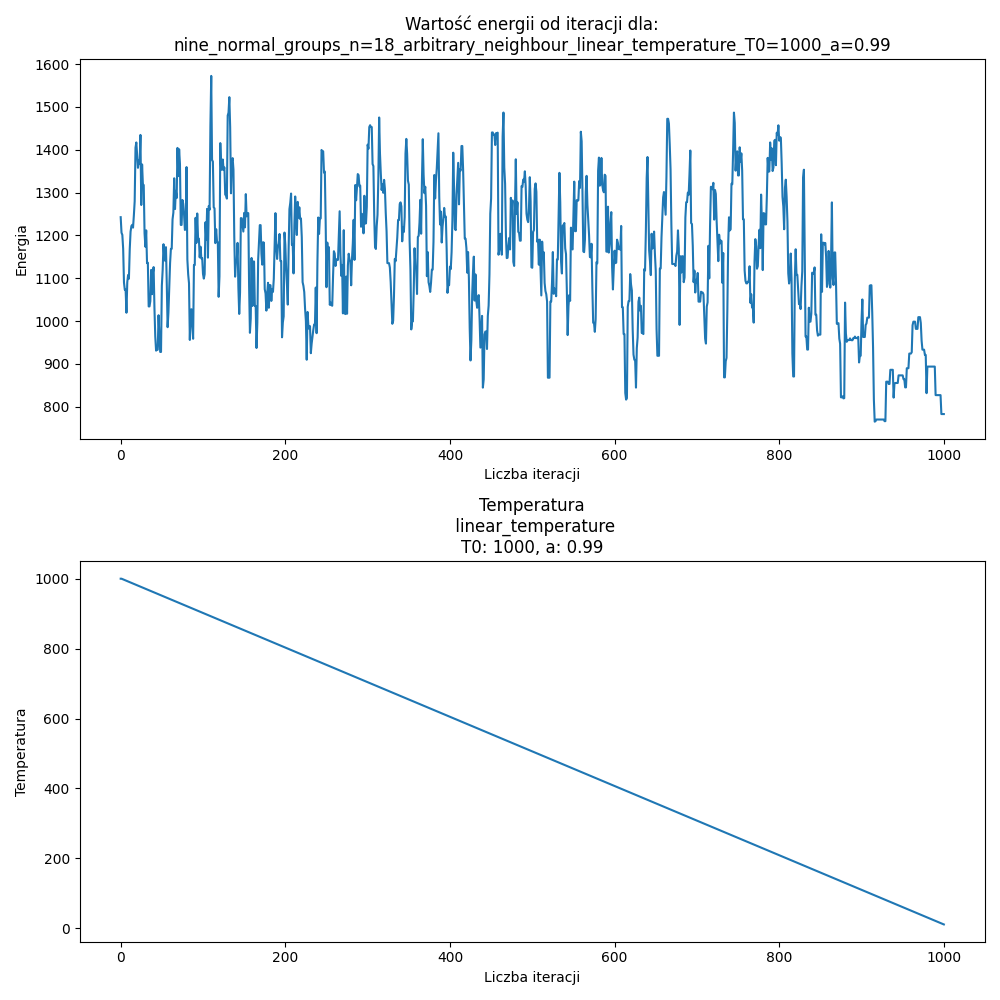 Wartość energii od iteracji dla:
nine_normal_groups_n=18_arbitrary_neighbour_linear_temperature_T0=1000_a=0.99
1600
1500
1400
1300
1200
1100
1000
900
800
Energia
0 200 400 600 800 1000
Liczba iteracji
Temperatura
linear_temperature
T0: 1000, a: 0.99
1000
800
600
400
200
0
Temperatura
0 200 400 600 800 1000
Liczba iteracji